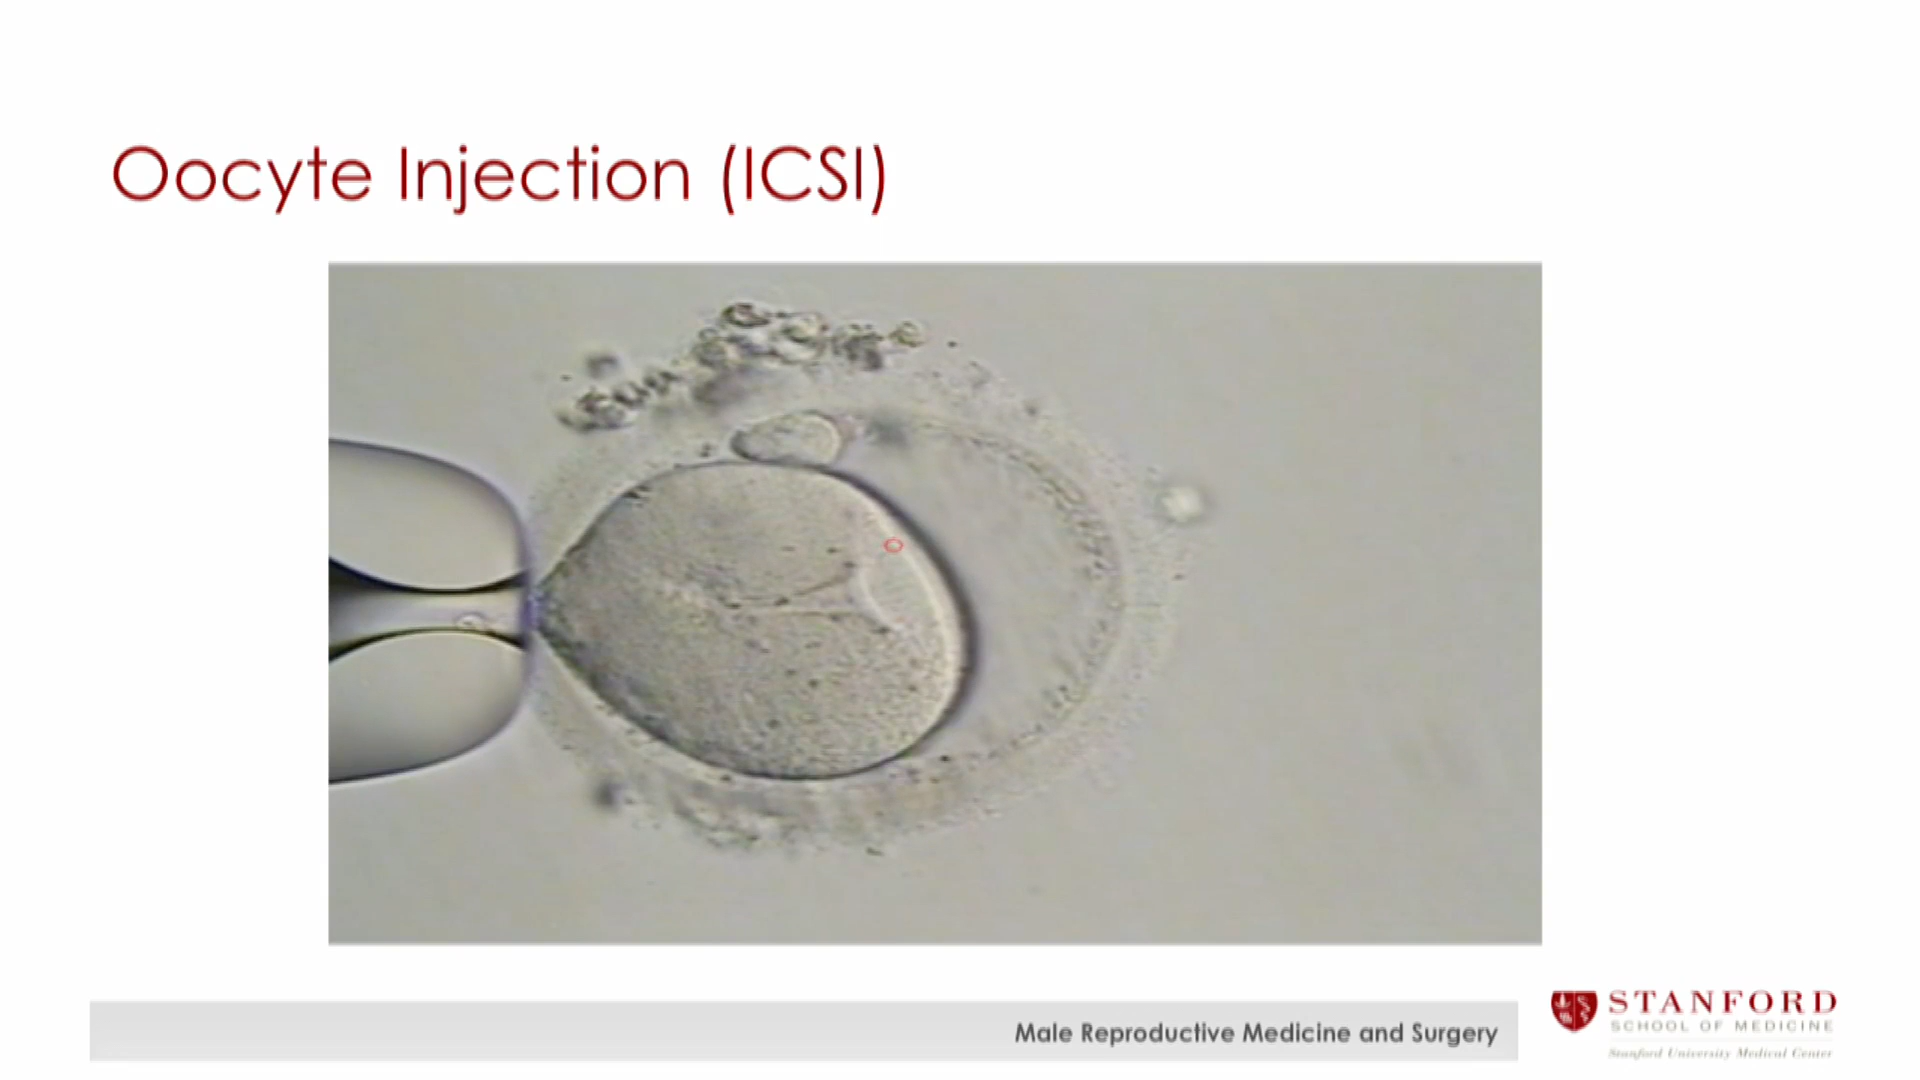 Oocyte Injection (ICSI)
Male Reproductive Medicine and Surgery
STANFORD
SCHOOL OF MEDICINE
Stanford University Medical Center